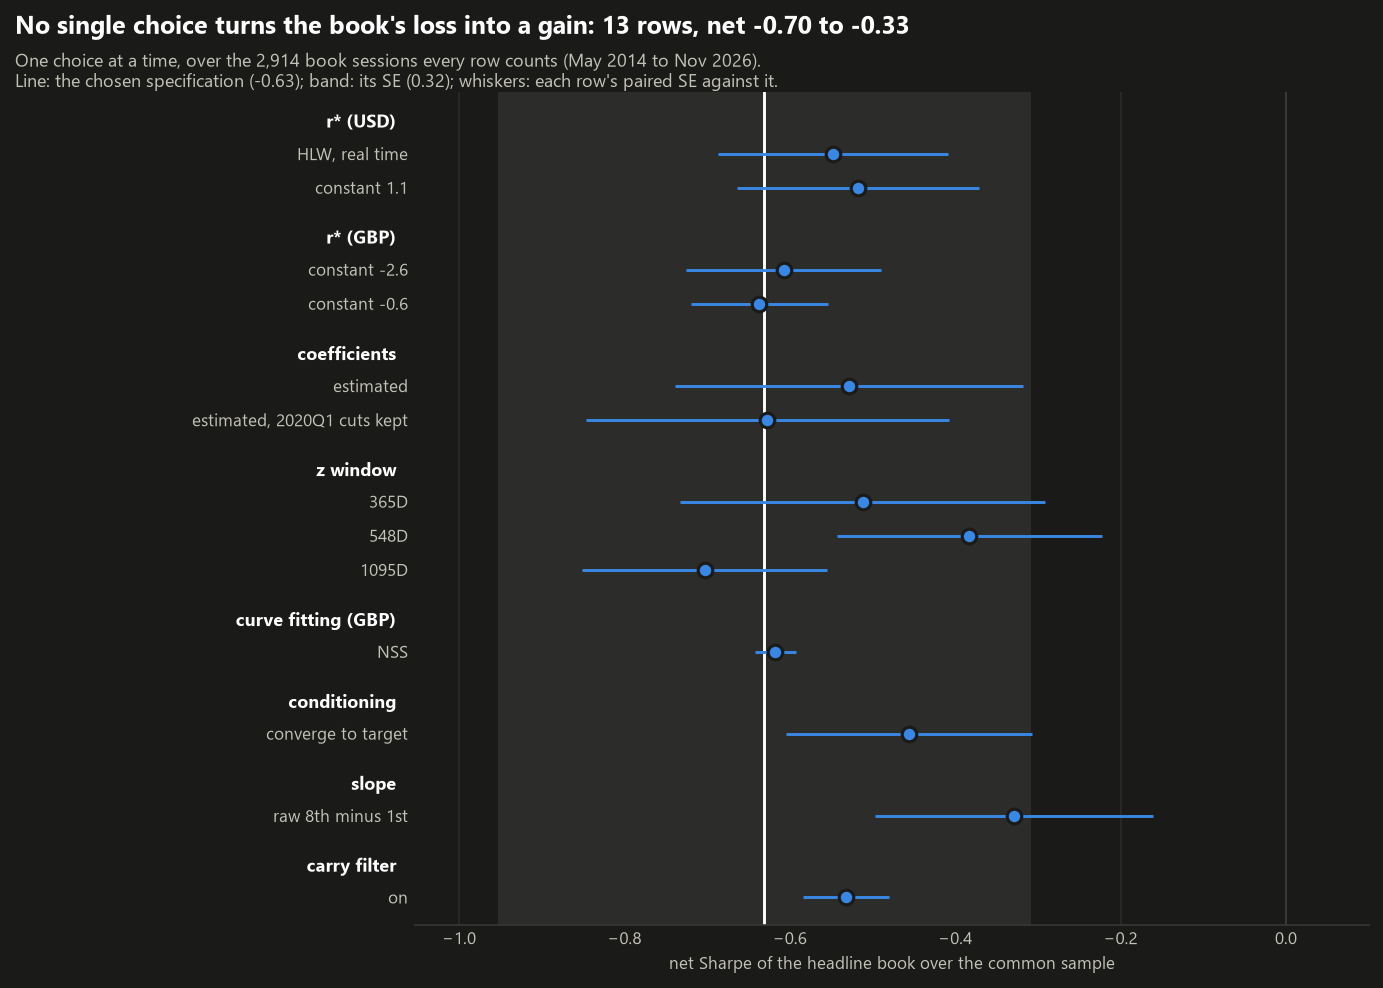 No single choice turns the book's loss into a gain: 13 rows, net -0.70 to -0.33
One choice at a time, over the 2,914 book sessions every row counts (May 2014 to Nov 2026).
Line: the chosen specification (-0.63); band: its SE (0.32); whiskers: each row's paired SE against it.
r* (USD)
HLW, real time
constant 1.1
r* (GBP)
constant -2.6
constant -0.6
coefficients
estimated
estimated, 2020Q1 cuts kept
z window
365D
548D
1095D
curve fitting (GBP)
NSS
conditioning
converge to target
slope
raw 8th minus 1st
carry filter
on
−1.0 −0.8 −0.6 −0.4 −0.2 0.0
net Sharpe of the headline book over the common sample